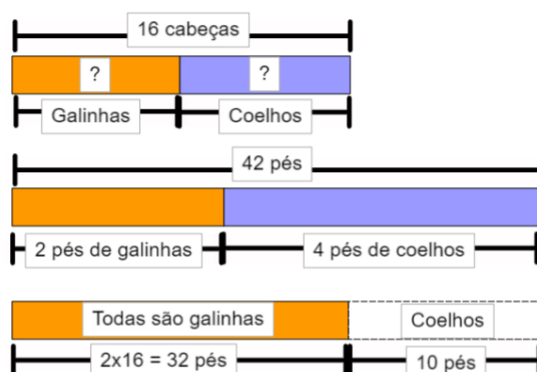 16 cabeças
?
?
Galinhas
Coelhos
42 pés
2 pés de galinhas
4 pés de coelhos
Todas são galinhas
Coelhos
2x16 = 32 pés
10 pés